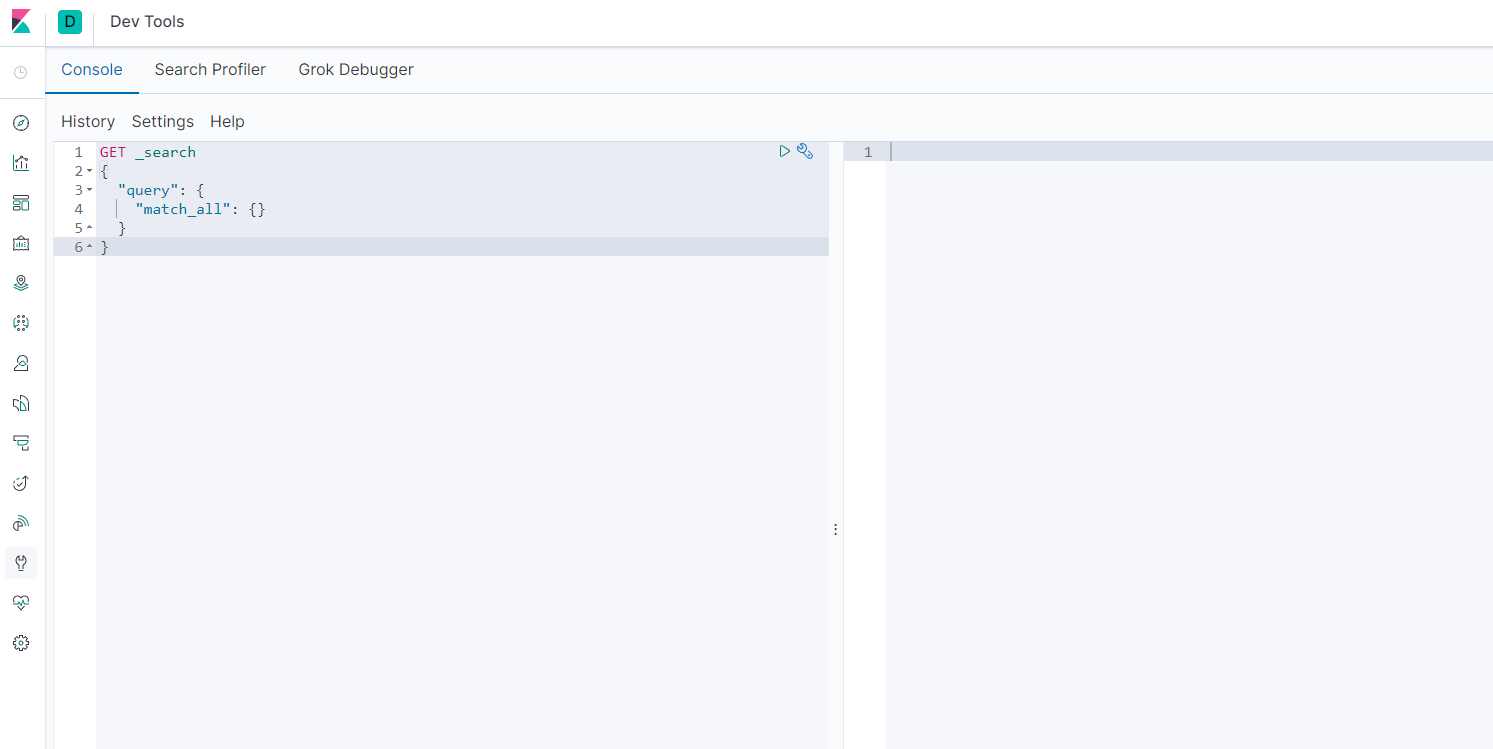 D Dev Tools
Console Search Profiler Grok Debugger
History Settings Help
1 GET _search
2 {
3 "query": {
4 "match_all": {}
5 }
6 }
1